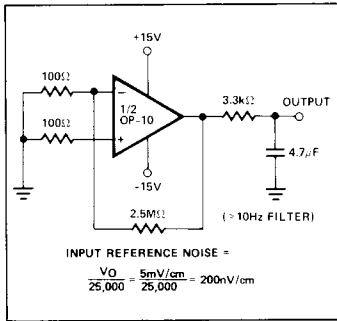 +15V
100Ω
100Ω
−
+
1/2
OP-10
-15V
2.5MΩ
3.3kΩ
OUTPUT
4.7μF
(>10Hz FILTER)
INPUT REFERENCE NOISE =
VO/25,000 = 5mV/cm/25,000 = 200nV/cm